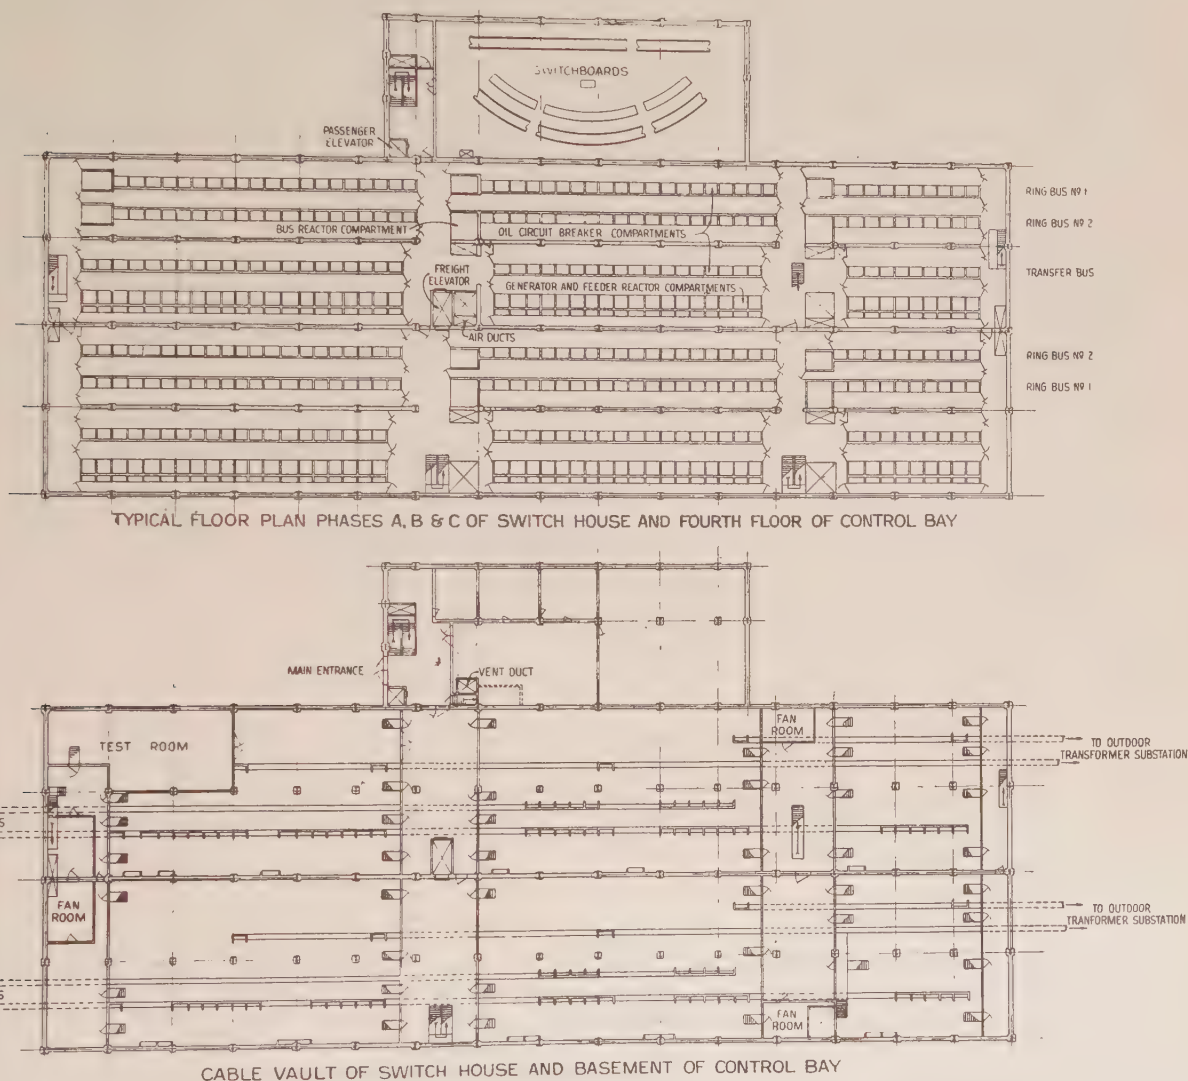 SWITCHBOARDS
PASSENGER
ELEVATOR
RING BUS Nº 1
RING BUS Nº 2
BUS REACTOR COMPARTMENT
OIL CIRCUIT BREAKER COMPARTMENTS
FREIGHT
ELEVATOR
TRANSFER BUS
GENERATOR AND FEEDER REACTOR COMPARTMENTS
AIR DUCTS
RING BUS Nº 2
RING BUS Nº 1
TYPICAL FLOOR PLAN PHASES A, B & C OF SWITCH HOUSE AND FOURTH FLOOR OF CONTROL BAY
MAIN ENTRANCE
VENT DUCT
FAN
ROOM
TEST ROOM
TO OUTDOOR
TRANSFORMER SUBSTATION
S
FAN
ROOM
TO OUTDOOR
TRANFORMER SUBSTATION
S
FAN
ROOM
CABLE VAULT OF SWITCH HOUSE AND BASEMENT OF CONTROL BAY